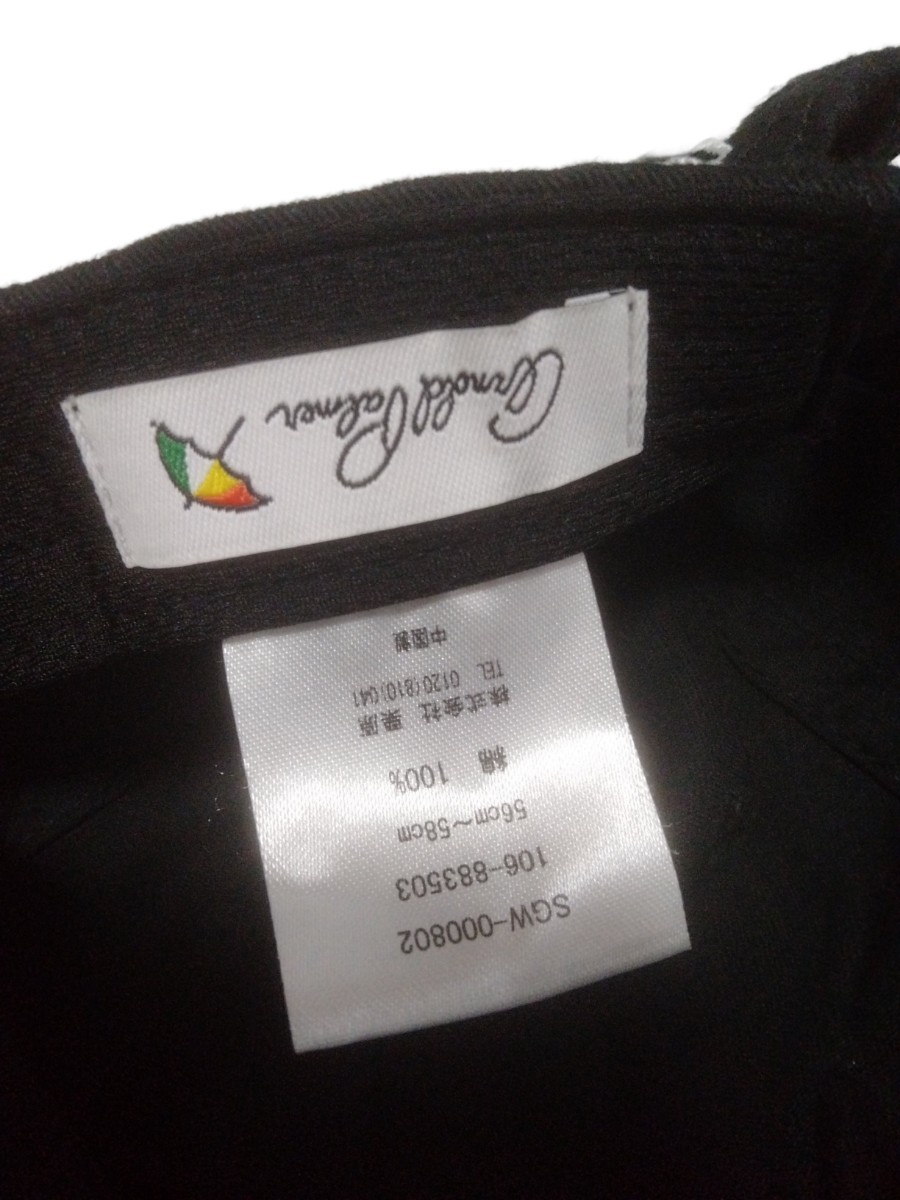 Arnold Palmer
SGW-000802
106-883503
56cm～58cm
綿 100%
株式会社 栗原
TEL 0120(810)041
中国製